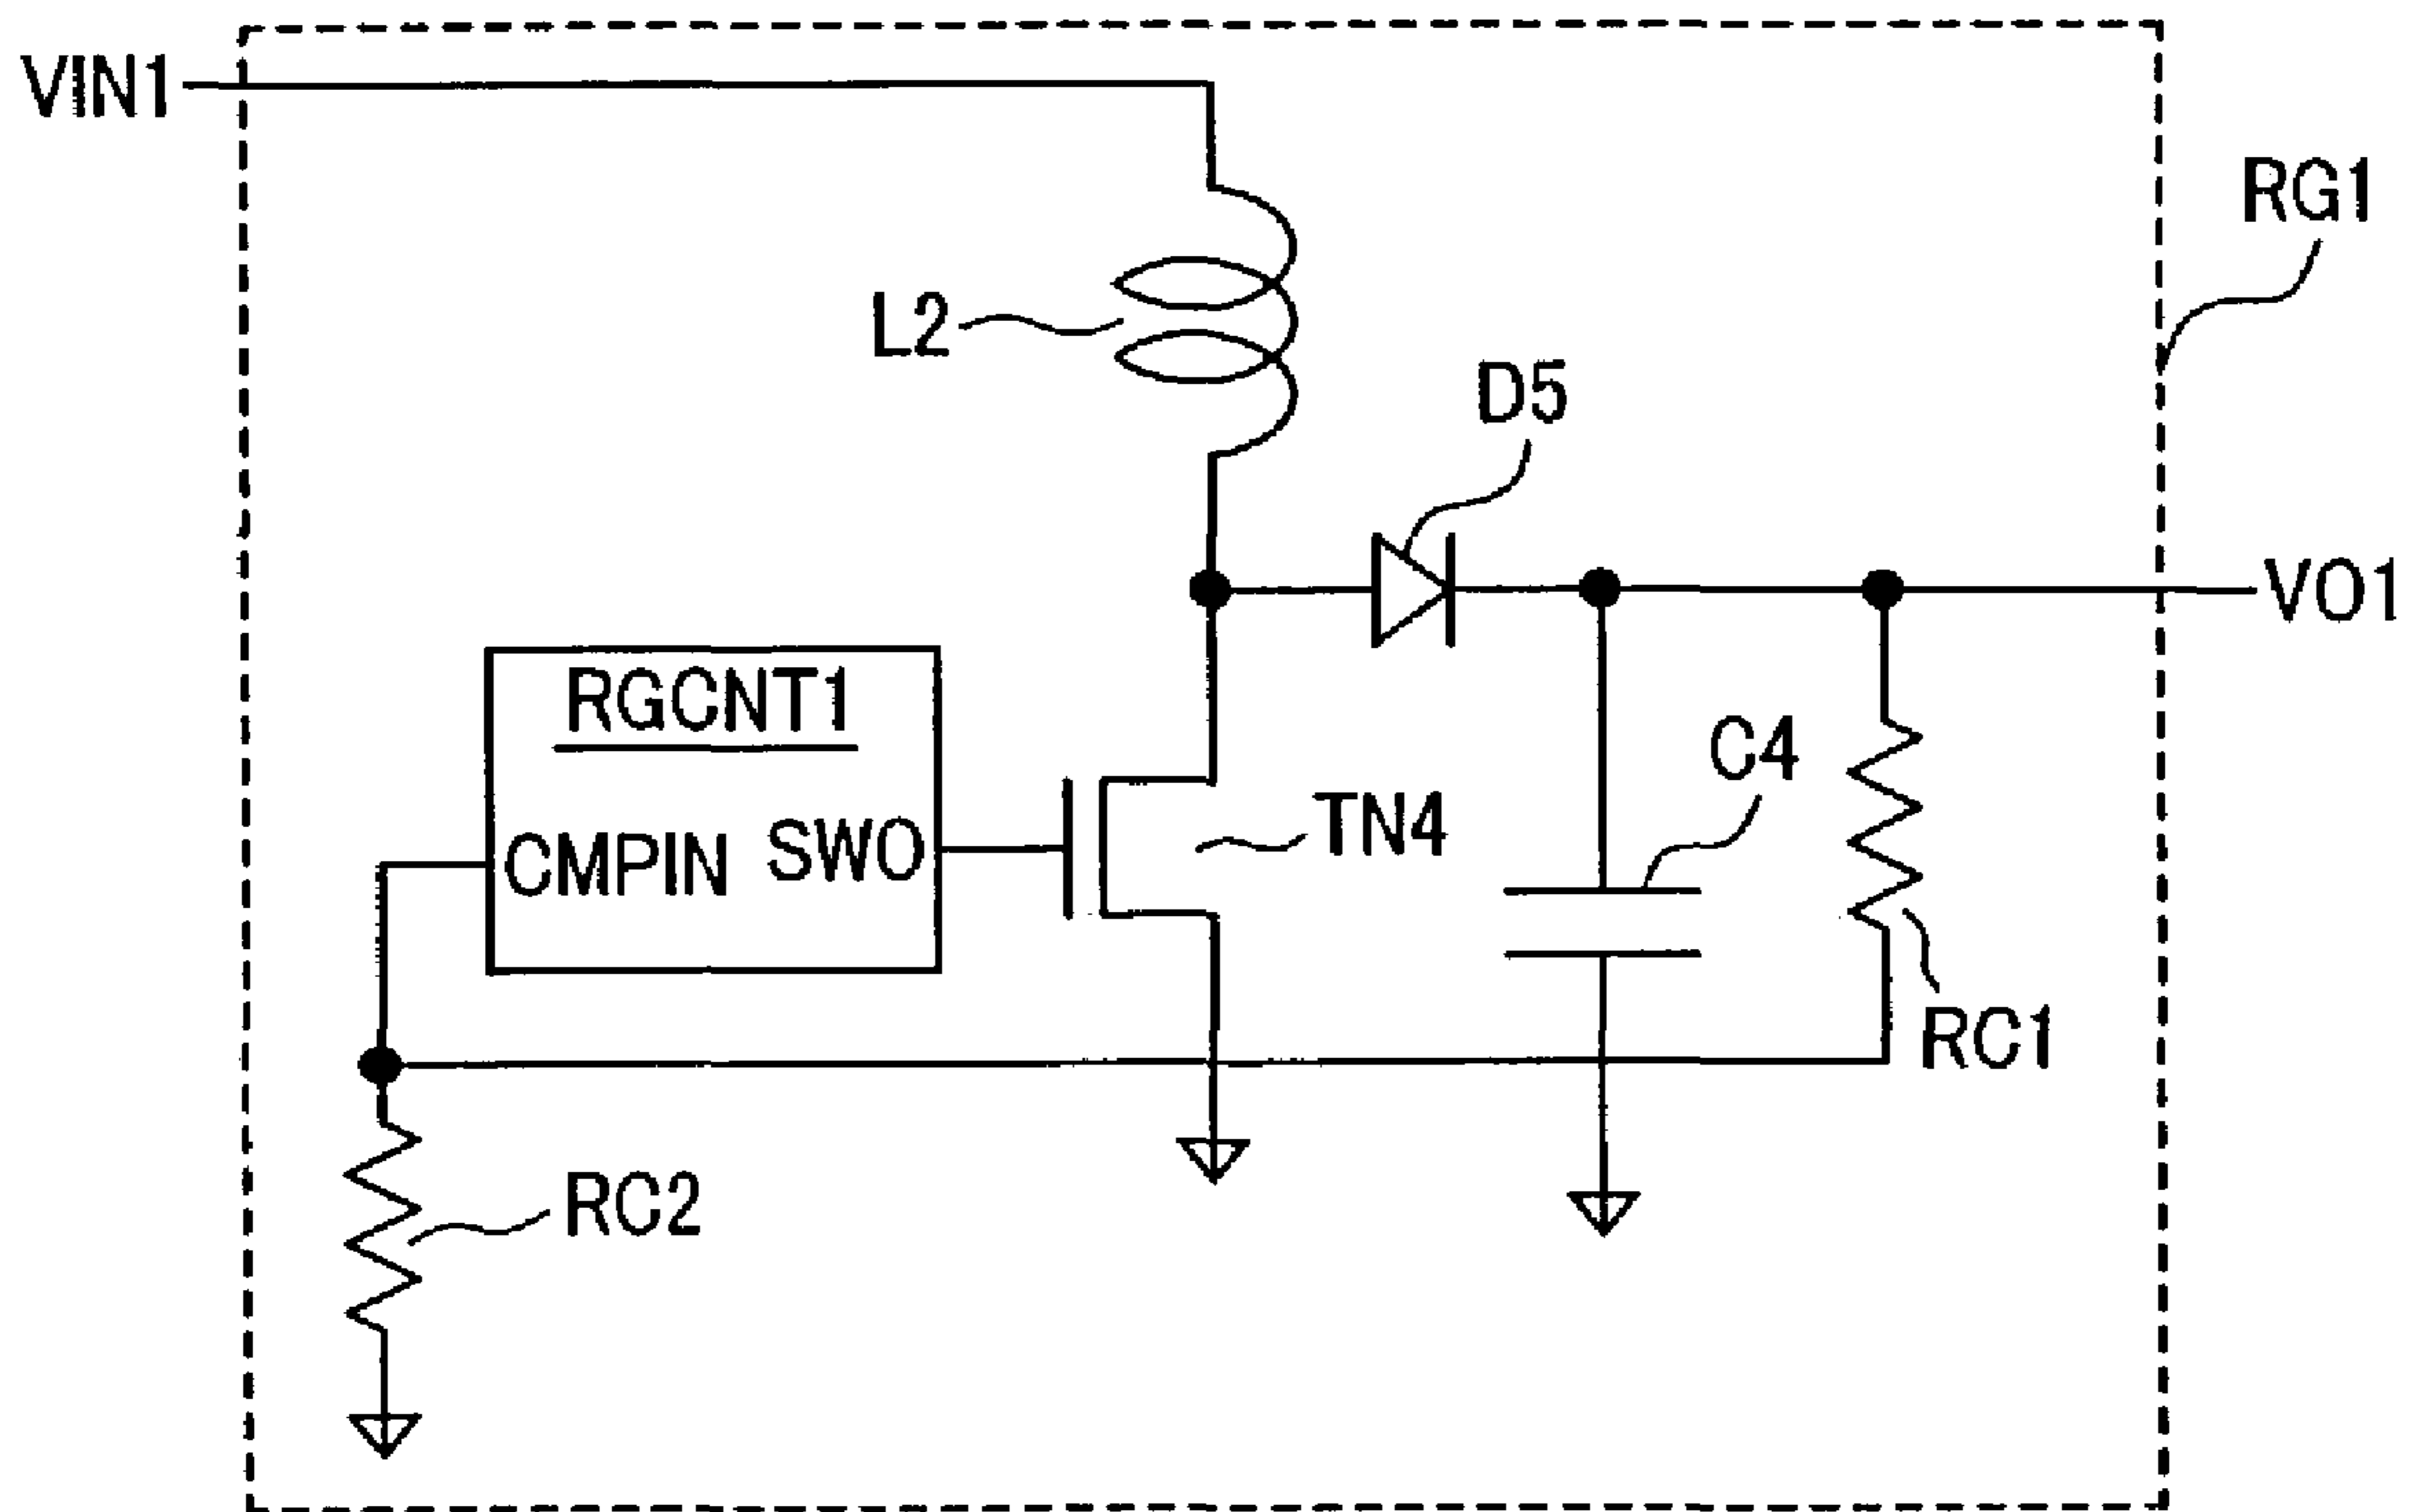 VIN1
RG1
L2
D5
VO1
RGCNT1
C4
TN4
CMPIN SWO
RC1
RC2